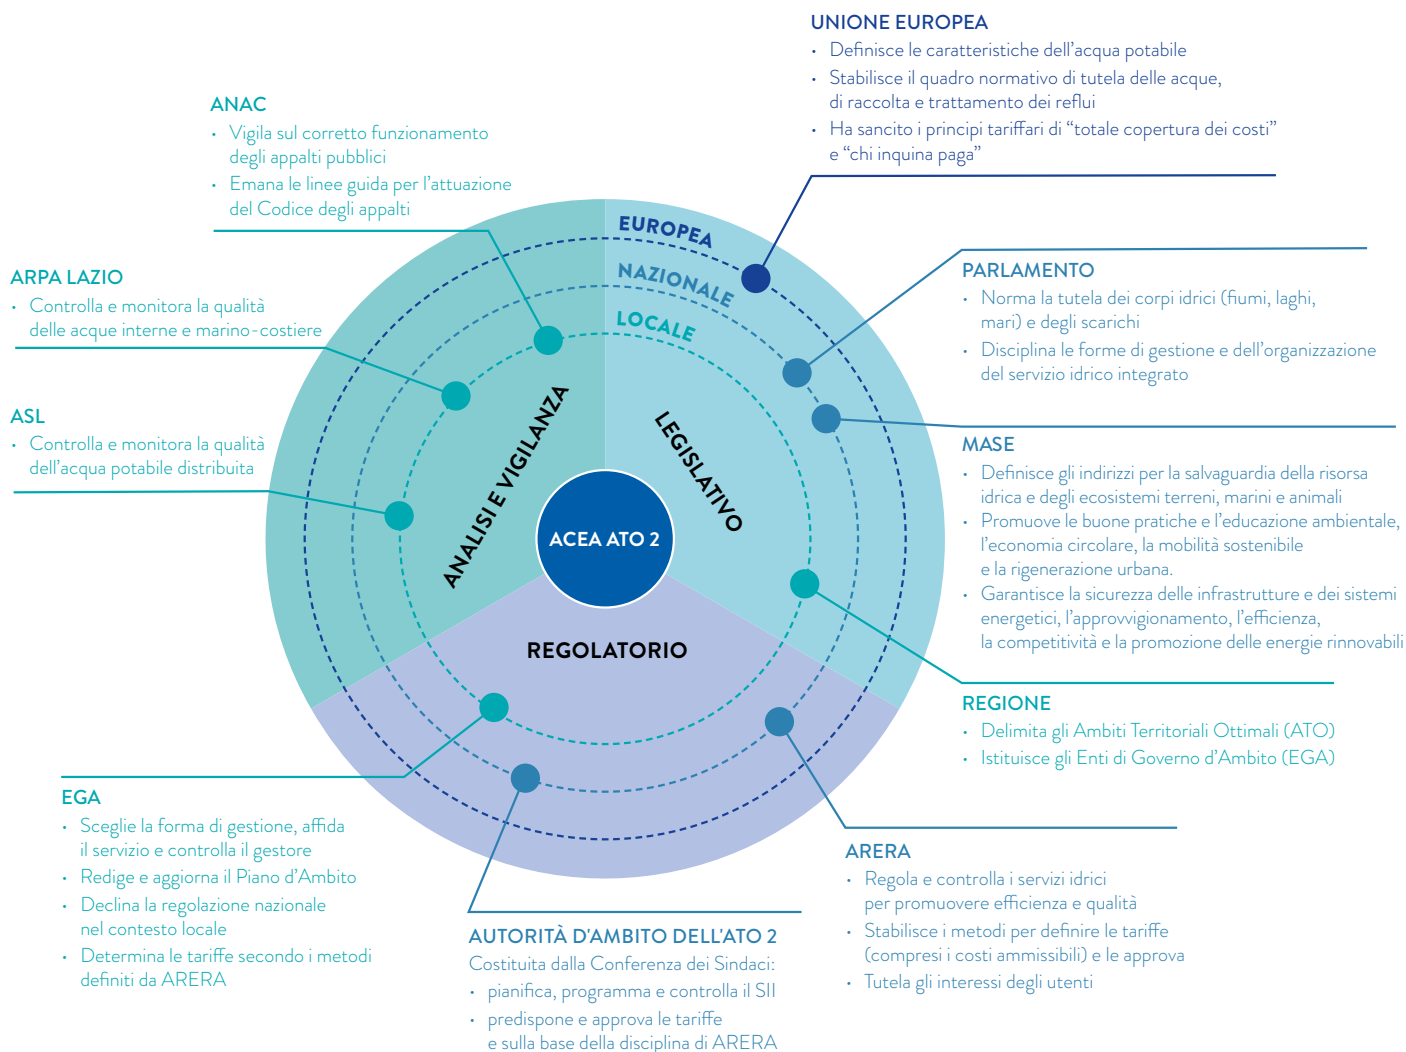 UNIONE EUROPEA
• Definisce le caratteristiche dell'acqua potabile
• Stabilisce il quadro normativo di tutela delle acque,
di raccolta e trattamento dei reflui
• Ha sancito i principi tariffari di “totale copertura dei costi”
e “chi inquina paga”
ANAC
• Vigila sul corretto funzionamento
degli appalti pubblici
• Emana le linee guida per l'attuazione
del Codice degli appalti
ARPA LAZIO
• Controlla e monitora la qualità
delle acque interne e marino-costiere
ASL
• Controlla e monitora la qualità
dell'acqua potabile distribuita
EUROPEA
NAZIONALE
LOCALE
ANALISI E VIGILANZA
LEGISLATIVO
ACEA ATO 2
REGOLATORIO
PARLAMENTO
• Norma la tutela dei corpi idrici (fiumi, laghi,
mari) e degli scarichi
• Disciplina le forme di gestione e dell'organizzazione
del servizio idrico integrato
MASE
• Definisce gli indirizzi per la salvaguardia della risorsa
idrica e degli ecosistemi terreni, marini e animali
• Promuove le buone pratiche e l'educazione ambientale,
l'economia circolare, la mobilità sostenibile
e la rigenerazione urbana.
• Garantisce la sicurezza delle infrastrutture e dei sistemi
energetici, l'approvvigionamento, l'efficienza,
la competitività e la promozione delle energie rinnovabili
REGIONE
• Delimita gli Ambiti Territoriali Ottimali (ATO)
• Istituisce gli Enti di Governo d'Ambito (EGA)
EGA
• Sceglie la forma di gestione, affida
il servizio e controlla il gestore
• Redige e aggiorna il Piano d'Ambito
• Declina la regolazione nazionale
nel contesto locale
• Determina le tariffe secondo i metodi
definiti da ARERA
AUTORITÀ D'AMBITO DELL'ATO 2
Costituita dalla Conferenza dei Sindaci:
• pianifica, programma e controlla il SII
• predispone e approva le tariffe
e sulla base della disciplina di ARERA
ARERA
• Regola e controlla i servizi idrici
per promuovere efficienza e qualità
• Stabilisce i metodi per definire le tariffe
(compresi i costi ammissibili) e le approva
• Tutela gli interessi degli utenti